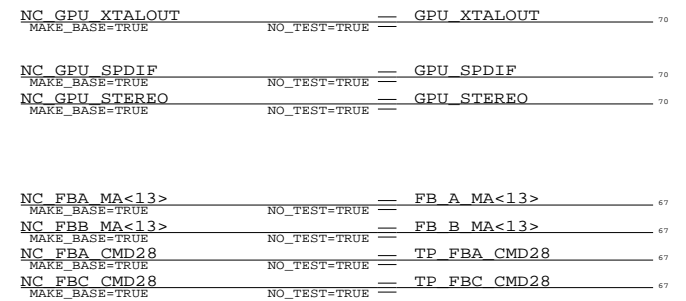 NC_GPU_XTALOUT GPU_XTALOUT 70
MAKE_BASE=TRUE NO_TEST=TRUE
NC_GPU_SPDIF GPU_SPDIF 70
MAKE_BASE=TRUE NO_TEST=TRUE
NC_GPU_STEREO GPU_STEREO 70
MAKE_BASE=TRUE NO_TEST=TRUE
NC_FBA_MA<13> FB_A_MA<13> 67
MAKE_BASE=TRUE NO_TEST=TRUE
NC_FBB_MA<13> FB_B_MA<13> 67
MAKE_BASE=TRUE NO_TEST=TRUE
NC_FBA_CMD28 TP_FBA_CMD28 67
MAKE_BASE=TRUE NO_TEST=TRUE
NC_FBC_CMD28 TP_FBC_CMD28 67
MAKE_BASE=TRUE NO_TEST=TRUE